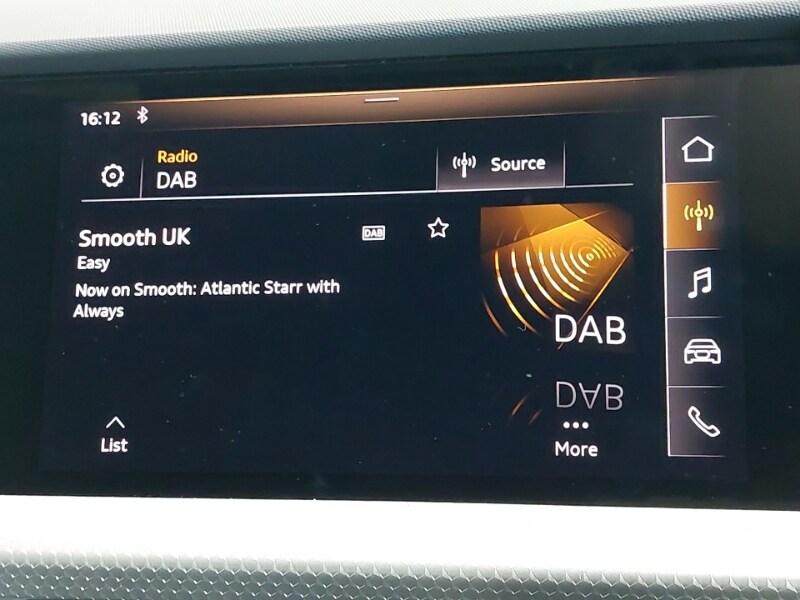 16:12
Radio
DAB
Source
Smooth UK
DAB
Easy
Now on Smooth: Atlantic Starr with
Always
DAB
DAB
List
More